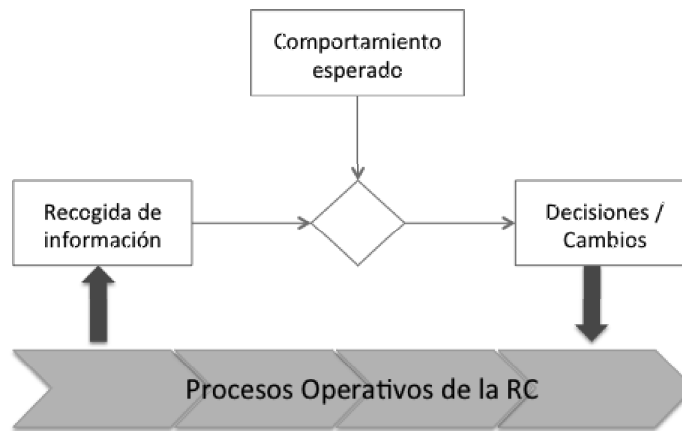 Comportamiento
esperado
Recogida de
información
Decisiones /
Cambios
Procesos Operativos de la RC